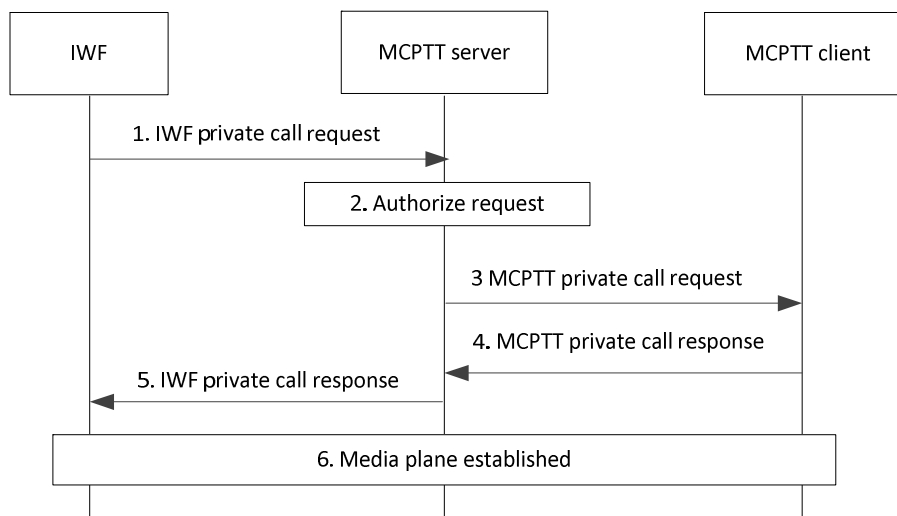 IWF
MCPTT server
MCPTT client
1. IWF private call request
2. Authorize request
3 MCPTT private call request
4. MCPTT private call response
5. IWF private call response
6. Media plane established